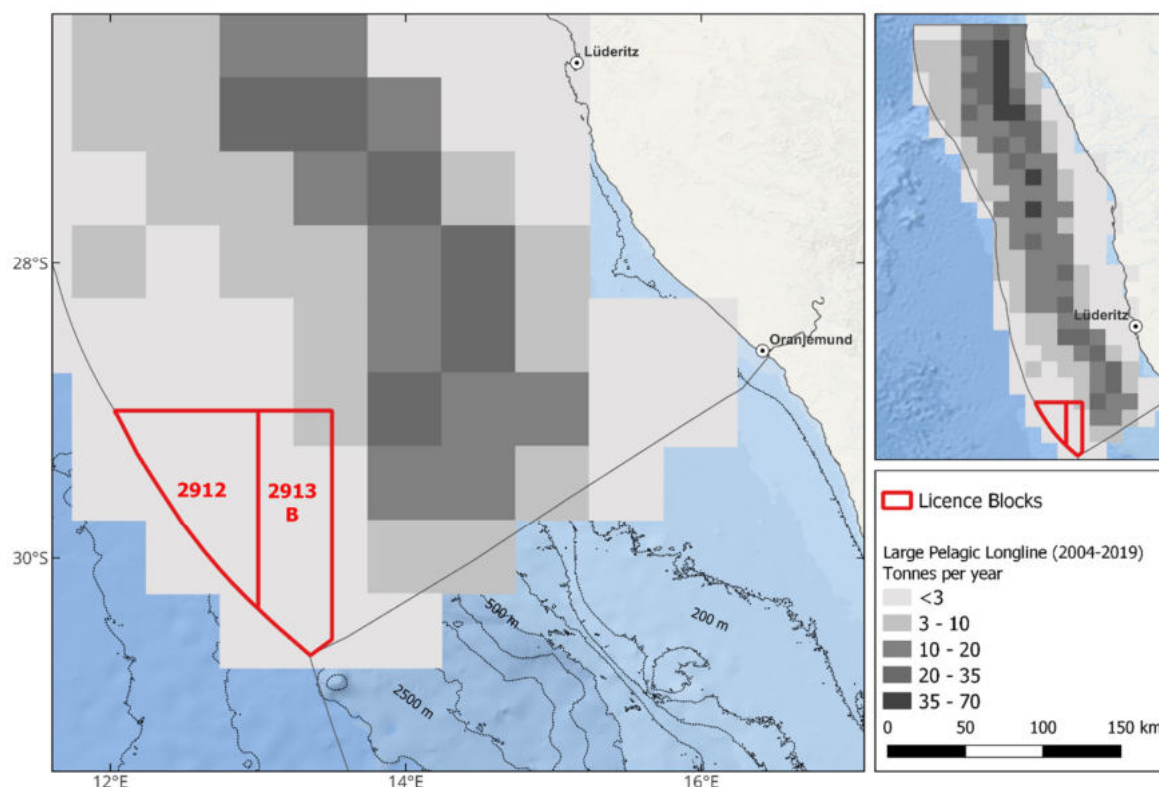 Lüderitz
28°S
Oranjemund
2912
2913
B
30°S
500 m
200 m
2500 m
12°E
14°E
16°E
Lüderitz
Licence Blocks
Large Pelagic Longline (2004-2019)
Tonnes per year
<3
3 - 10
10 - 20
20 - 35
35 - 70
0 50 100 150 km